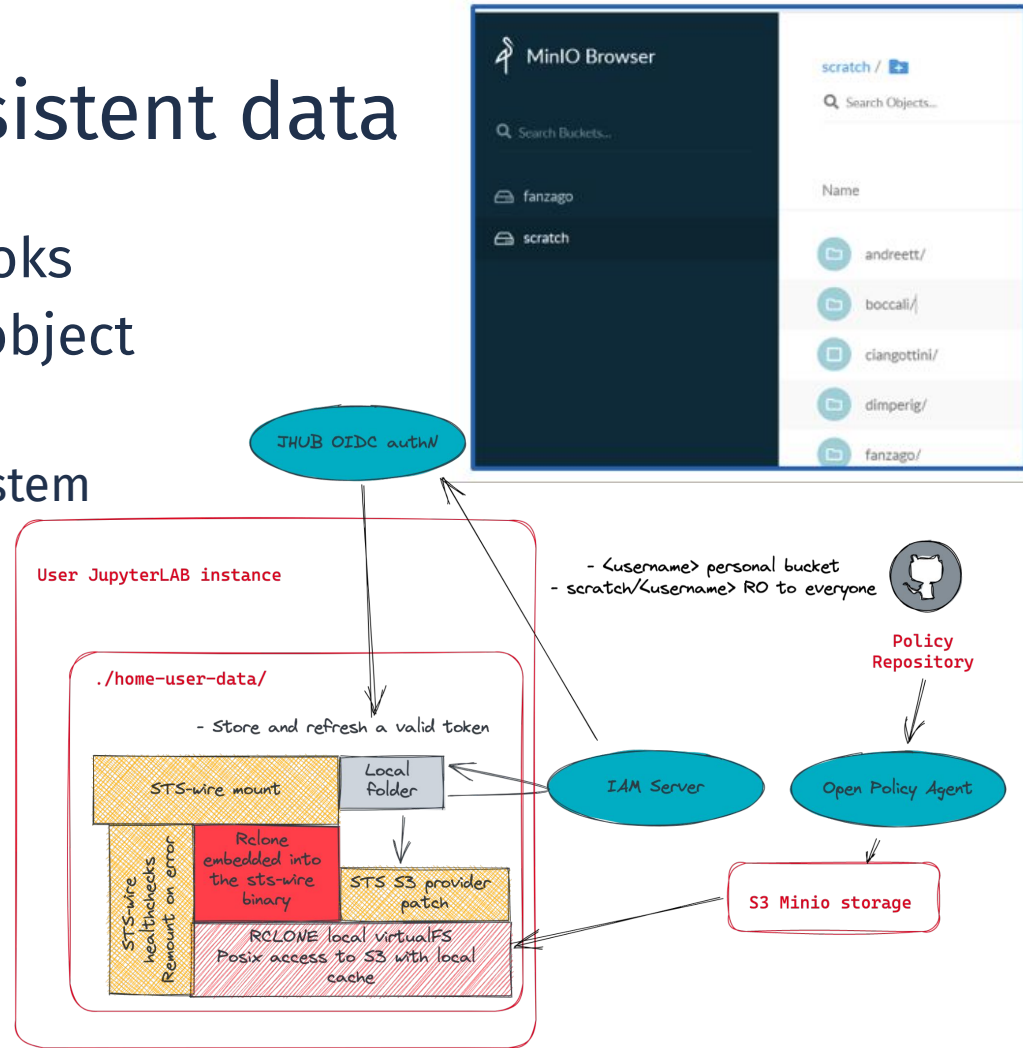 sistent data
oks
object
stem
MinIO Browser
Search Buckets...
fanzago
scratch
scratch /
Search Objects...
Name
andreett/
boccali/
ciangottini/
dimperig/
fanzago/
JHUB OIDC authN
User JupyterLAB instance
- <username> personal bucket
- scratch/<username> RO to everyone
Policy
Repository
./home-user-data/
- Store and refresh a valid token
STS-wire mount
Local
folder
IAM Server
Open Policy Agent
STS-wire
healthchecks
Remount on error
Rclone
embedded into
the sts-wire
binary
STS S3 provider
patch
S3 Minio storage
RCLONE local virtualFS
Posix access to S3 with local
cache